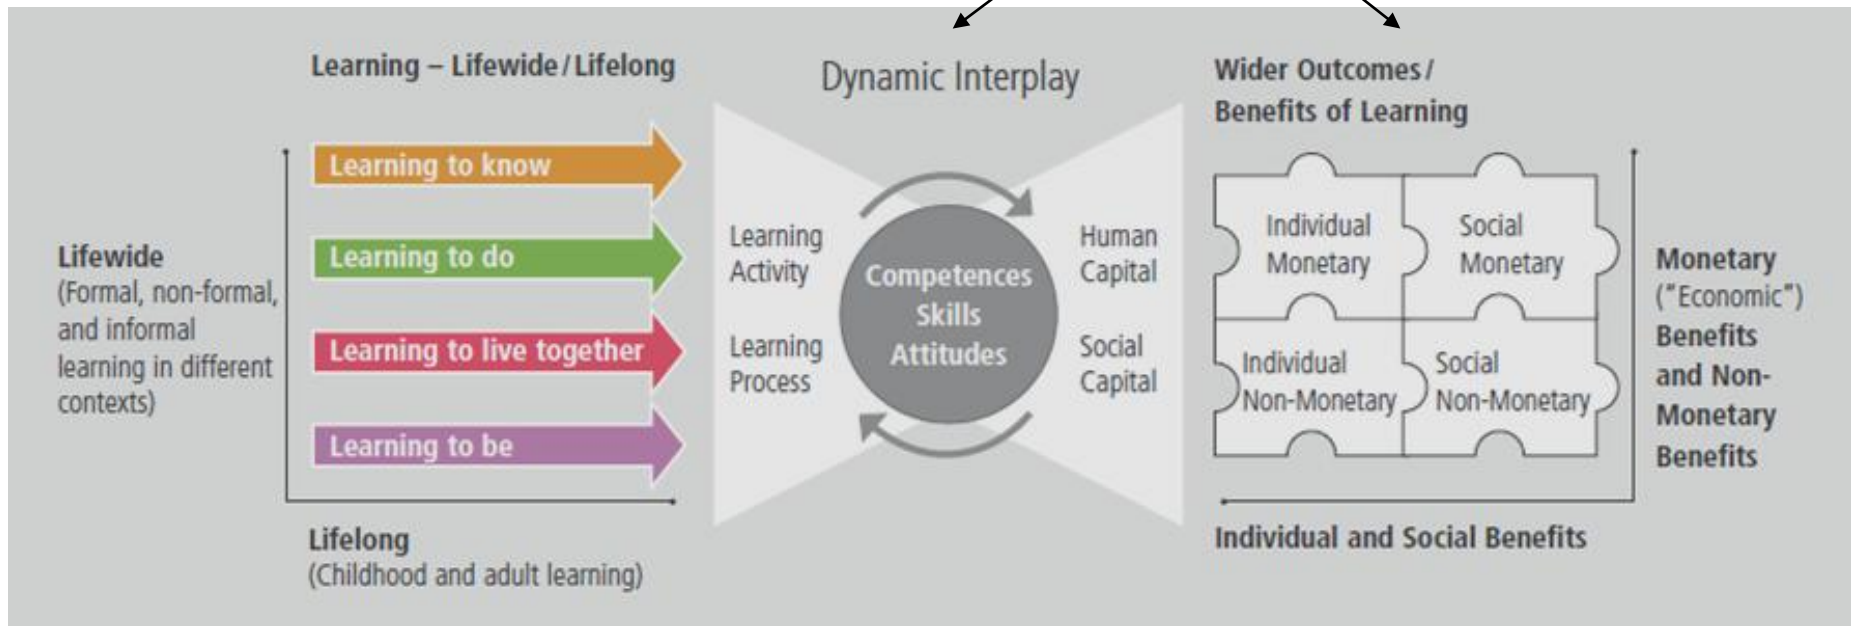 Learning – Lifewide/Lifelong
Lifewide
(Formal, non-formal,
and informal
learning in different
contexts)
Learning to know
Learning to do
Learning to live together
Learning to be
Lifelong
(Childhood and adult learning)
Dynamic Interplay
Learning
Activity
Learning
Process
Competences
Skills
Attitudes
Human
Capital
Social
Capital
Wider Outcomes/
Benefits of Learning
Individual
Monetary
Social
Monetary
Individual
Non-Monetary
Social
Non-Monetary
Monetary
("Economic")
Benefits
and Non-
Monetary
Benefits
Individual and Social Benefits